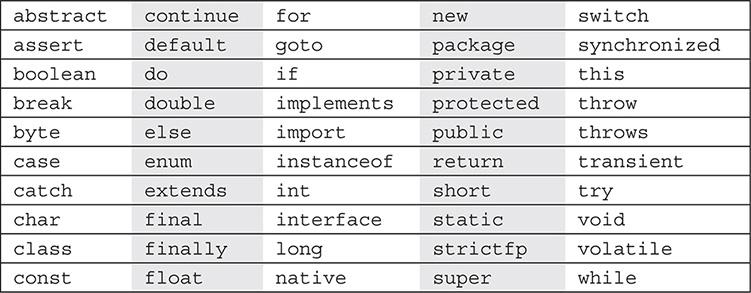 abstract continue for new switch
assert default goto package synchronized
boolean do if private this
break double implements protected throw
byte else import public throws
case enum instanceof return transient
catch extends int short try
char final interface static void
class finally long strictfp volatile
const float native super while